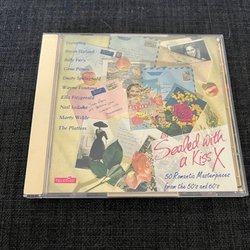 Featuring
Bryan Hyland
Billy Fury
Gene Pitney
Dusty Springfield
Wayne Fontana
Ella Fitzgerald
Neil Sedaka
Marty Wilde
The Platters
Sealed with
a Kiss X
50 Romantic Masterpieces
from the 50's and 60's